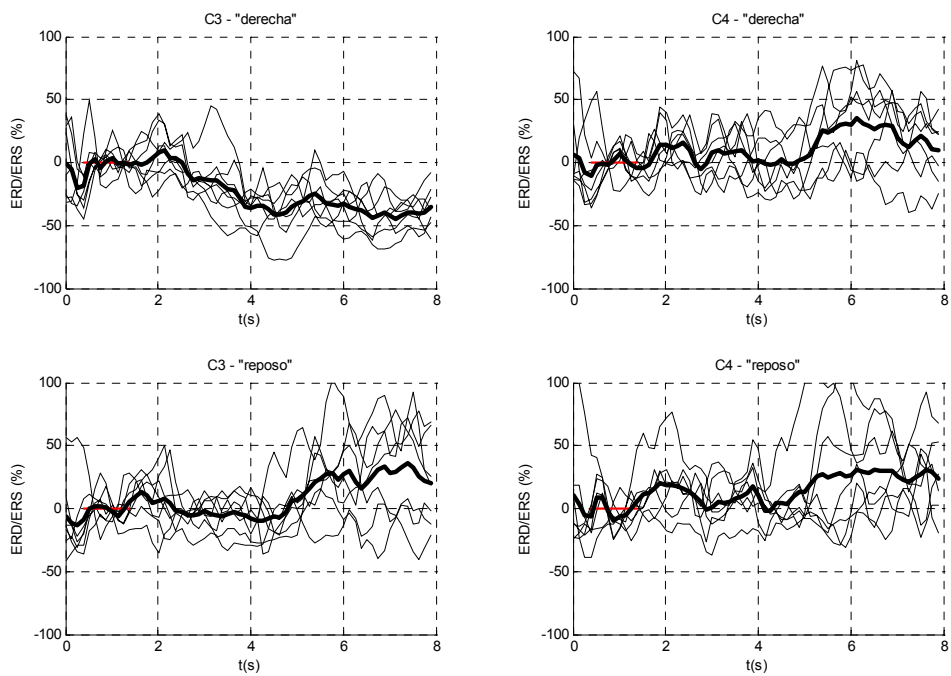 C3 - "derecha"
100
50
0
-50
-100
ERD/ERS (%)
0 2 4 6 8
t(s)
C4 - "derecha"
100
50
0
-50
-100
ERD/ERS (%)
0 2 4 6 8
t(s)
C3 - "reposo"
100
50
0
-50
-100
ERD/ERS (%)
0 2 4 6 8
t(s)
C4 - "reposo"
100
50
0
-50
-100
ERD/ERS (%)
0 2 4 6 8
t(s)